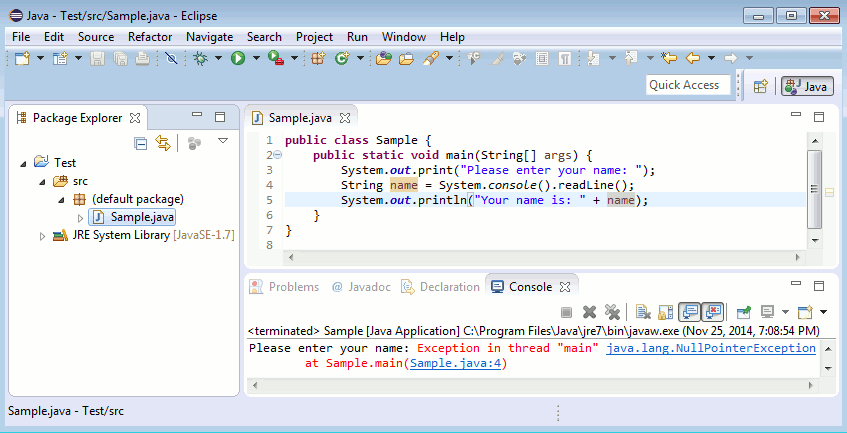 Java - Test/src/Sample.java - Eclipse
File Edit Source Refactor Navigate Search Project Run Window Help
Quick Access
Java
Package Explorer
Test
src
(default package)
Sample.java
JRE System Library [JavaSE-1.7]
Sample.java
1 public class Sample {
2 public static void main(String[] args) {
3 System.out.print("Please enter your name: ");
4 String name = System.console().readLine();
5 System.out.println("Your name is: " + name);
6 }
7 }
8
Problems @ Javadoc Declaration Console
<terminated> Sample [Java Application] C:\Program Files\Java\jre7\bin\javaw.exe (Nov 25, 2014, 7:08:54 PM)
Please enter your name: Exception in thread "main" java.lang.NullPointerException
at Sample.main(Sample.java:4)
Sample.java - Test/src